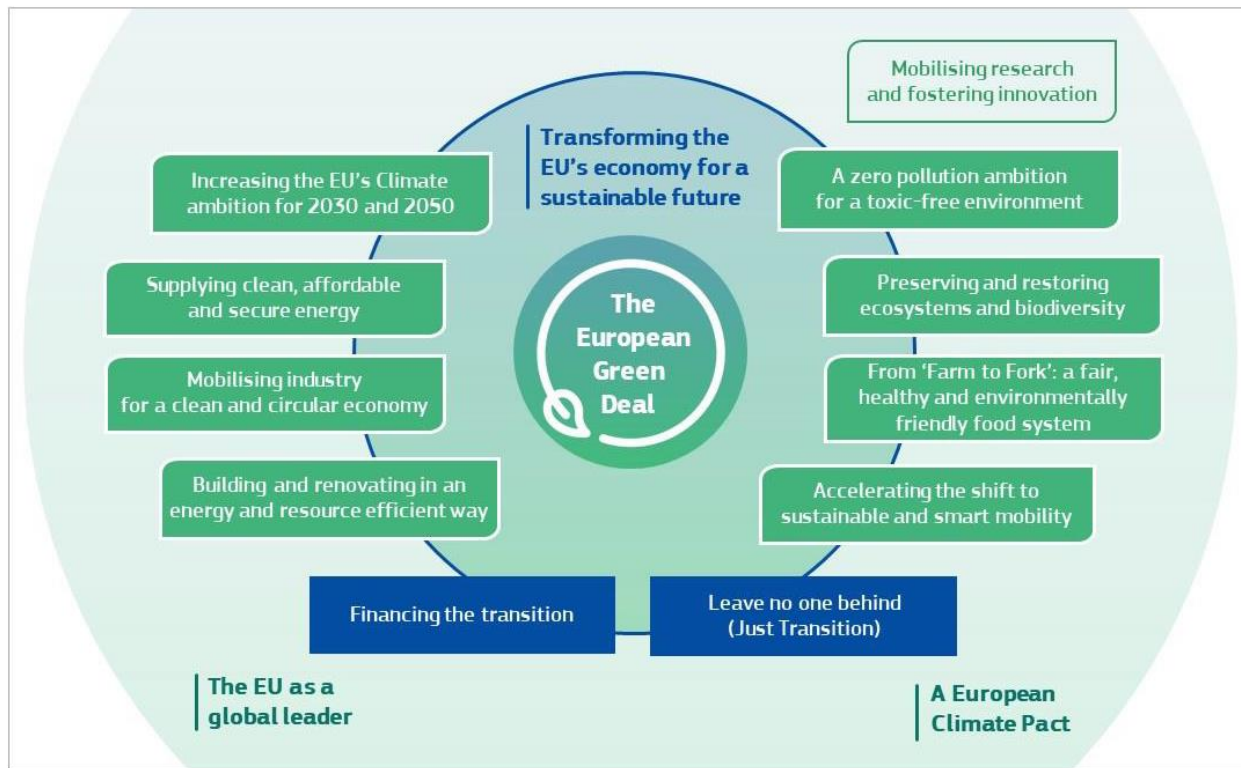 Mobilising research
and fostering innovation
Transforming the
EU's economy for a
sustainable future
Increasing the EU's Climate
ambition for 2030 and 2050
A zero pollution ambition
for a toxic-free environment
Supplying clean, affordable
and secure energy
Preserving and restoring
ecosystems and biodiversity
The
European
Green
Deal
Mobilising industry
for a clean and circular economy
From ‘Farm to Fork’: a fair,
healthy and environmentally
friendly food system
Building and renovating in an
energy and resource efficient way
Accelerating the shift to
sustainable and smart mobility
Financing the transition
Leave no one behind
(Just Transition)
The EU as a
global leader
A European
Climate Pact